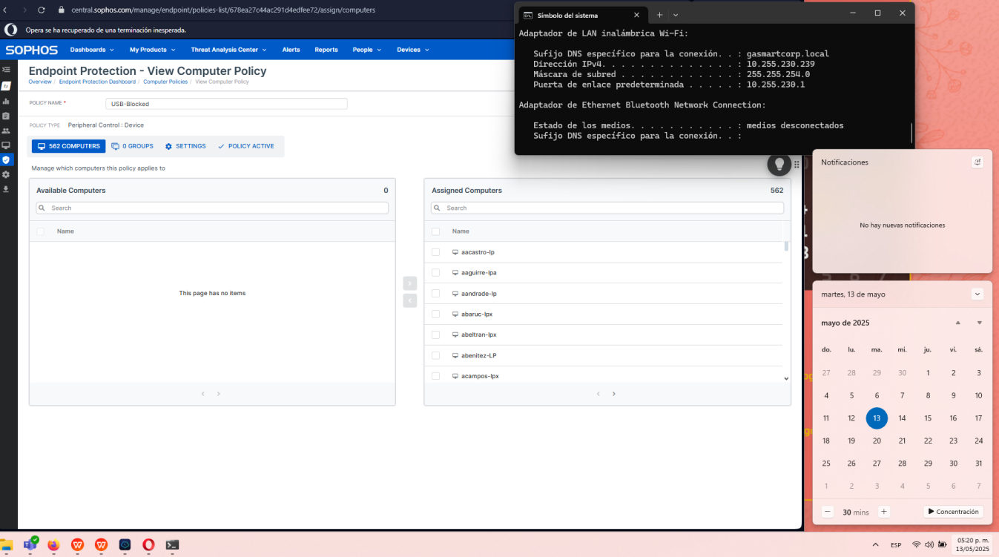 central.sophos.com/manage/endpoint/policies-list/678ea27c44ac291d4edfee72/assign/computers
Opera se ha recuperado de una terminación inesperada.
SOPHOS Dashboards My Products Threat Analysis Center Alerts Reports People Devices
Endpoint Protection - View Computer Policy
Overview / Endpoint Protection Dashboard / Computer Policies / View Computer Policy
POLICY NAME * USB-Blocked
POLICY TYPE Peripheral Control : Device
562 COMPUTERS 0 GROUPS SETTINGS POLICY ACTIVE
Manage which computers this policy applies to
Available Computers 0
Search
Name
This page has no items
Assigned Computers 562
Search
Name
aacastro-lp
aaguirre-lpa
aandrade-lp
abaruc-lpx
abeltran-lpx
abenitez-LP
acampos-lpx
Símbolo del sistema
Adaptador de LAN inalámbrica Wi-Fi:
Sufijo DNS específico para la conexión. . : gasmartcorp.local
Dirección IPv4. . . . . . . . . . . . . . : 10.255.230.239
Máscara de subred . . . . . . . . . . . . : 255.255.254.0
Puerta de enlace predeterminada . . . . . : 10.255.230.1
Adaptador de Ethernet Bluetooth Network Connection:
Estado de los medios. . . . . . . . . . . : medios desconectados
Sufijo DNS específico para la conexión. . :
Notificaciones
No hay nuevas notificaciones
martes, 13 de mayo
mayo de 2025
do. lu. ma. mi. ju. vi. sá.
27 28 29 30 1 2 3
4 5 6 7 8 9 10
11 12 13 14 15 16 17
18 19 20 21 22 23 24
25 26 27 28 29 30 31
1 2 3 4 5 6 7
30 mins Concentración
ESP
05:20 p. m.
13/05/2025